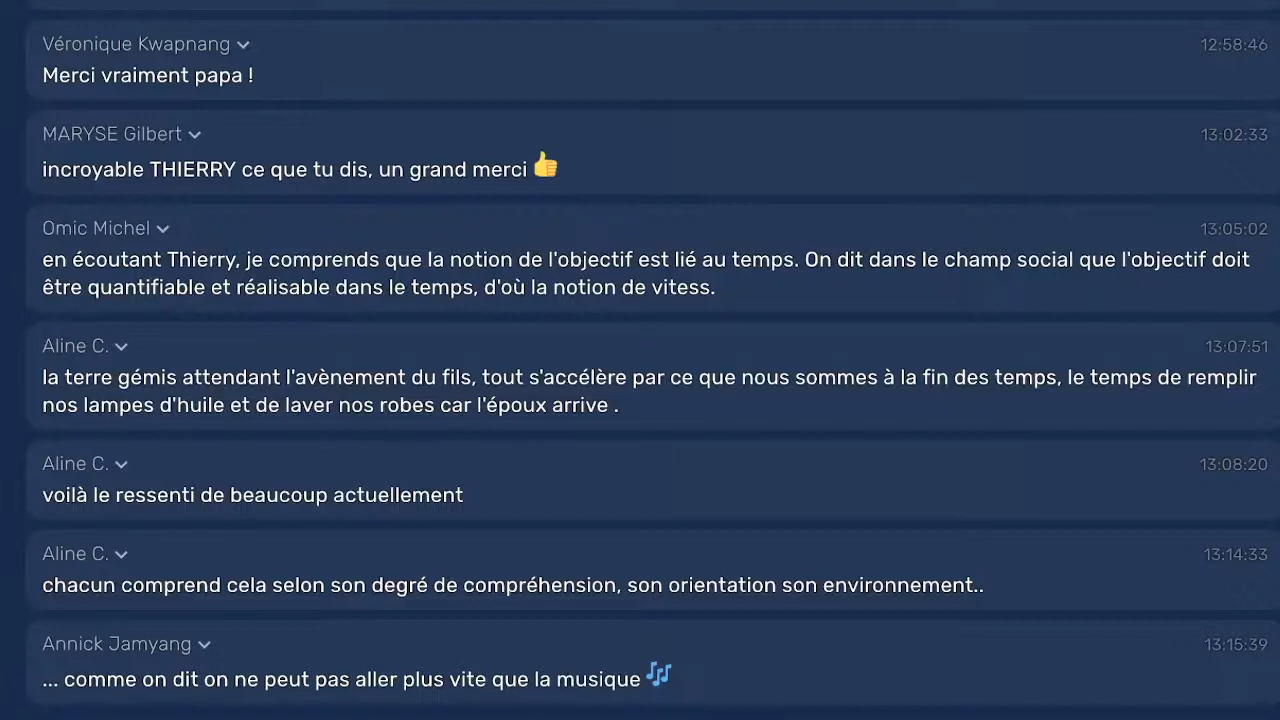 Véronique Kwapnang
12:58:46
Merci vraiment papa !
MARYSE Gilbert
13:02:33
incroyable THIERRY ce que tu dis, un grand merci 👍
Omic Michel
13:05:02
en écoutant Thierry, je comprends que la notion de l'objectif est lié au temps. On dit dans le champ social que l'objectif doit
être quantifiable et réalisable dans le temps, d'où la notion de vitess.
Aline C.
13:07:51
la terre gémis attendant l'avènement du fils, tout s'accélère par ce que nous sommes à la fin des temps, le temps de remplir
nos lampes d'huile et de laver nos robes car l'époux arrive .
Aline C.
13:08:20
voilà le ressenti de beaucoup actuellement
Aline C.
13:14:33
chacun comprend cela selon son degré de compréhension, son orientation son environnement..
Annick Jamyang
13:15:39
... comme on dit on ne peut pas aller plus vite que la musique 🎶